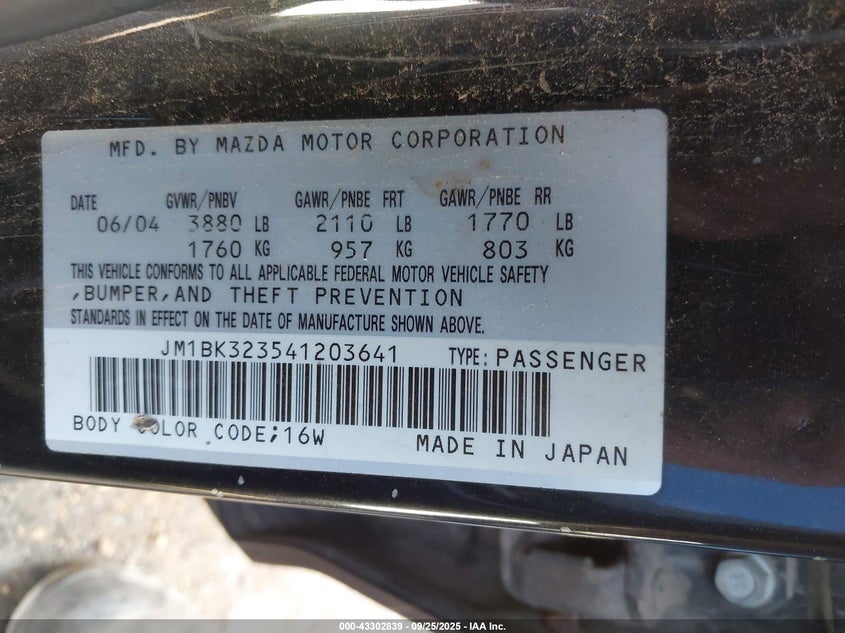 MFD. BY MAZDA MOTOR CORPORATION
DATE GVWR/PNBV GAWR/PNBE FRT GAWR/PNBE RR
06/04 3880 LB 2110 LB 1770 LB
1760 KG 957 KG 803 KG
THIS VEHICLE CONFORMS TO ALL APPLICABLE FEDERAL MOTOR VEHICLE SAFETY
,BUMPER,AND THEFT PREVENTION
STANDARDS IN EFFECT ON THE DATE OF MANUFACTURE SHOWN ABOVE.
JM1BK323541203641 TYPE: PASSENGER
BODY COLOR CODE;16W MADE IN JAPAN
000-43302839 - 09/25/2025 - IAA Inc.